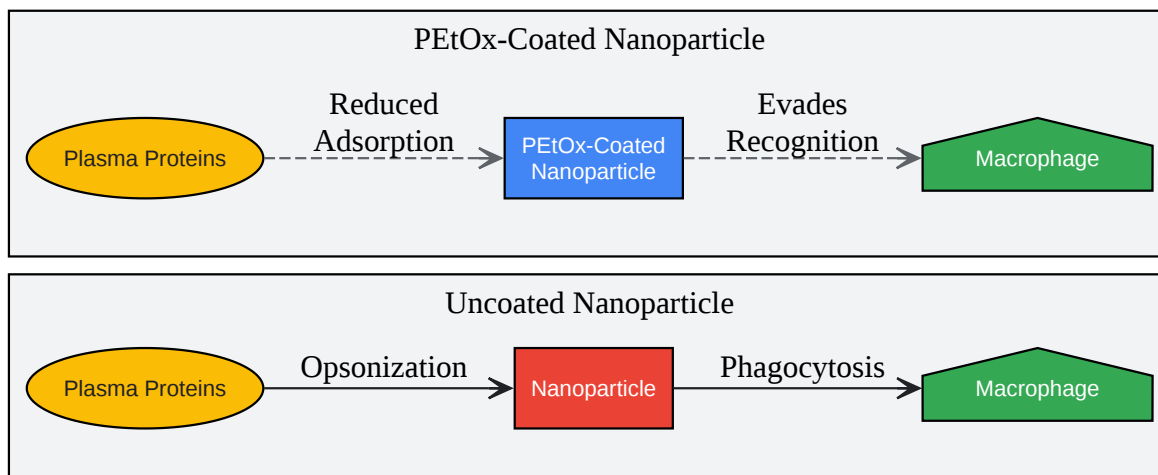 PEtOx-Coated Nanoparticle
Reduced
Adsorption
Evades
Recognition
Plasma Proteins
PEtOx-Coated
Nanoparticle
Macrophage
Uncoated Nanoparticle
Opsonization
Phagocytosis
Plasma Proteins
Nanoparticle
Macrophage